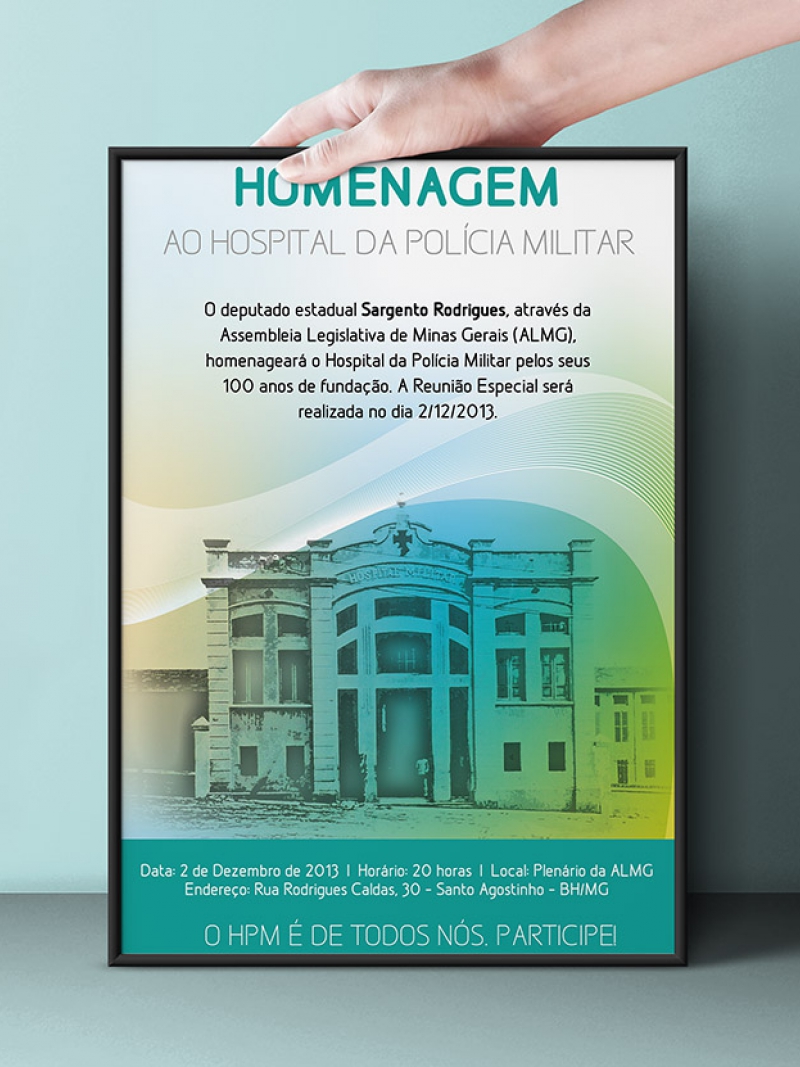 HOMENAGEM
AO HOSPITAL DA POLÍCIA MILITAR
O deputado estadual Sargento Rodrigues, através da
Assembleia Legislativa de Minas Gerais (ALMG),
homenageará o Hospital da Polícia Militar pelos seus
100 anos de fundação. A Reunião Especial será
realizada no dia 2/12/2013.
HOSPITAL MILITAR
Data: 2 de Dezembro de 2013 | Horário: 20 horas | Local: Plenário da ALMG
Endereço: Rua Rodrigues Caldas, 30 - Santo Agostinho - BH/MG
O HPM É DE TODOS NÓS. PARTICIPE!